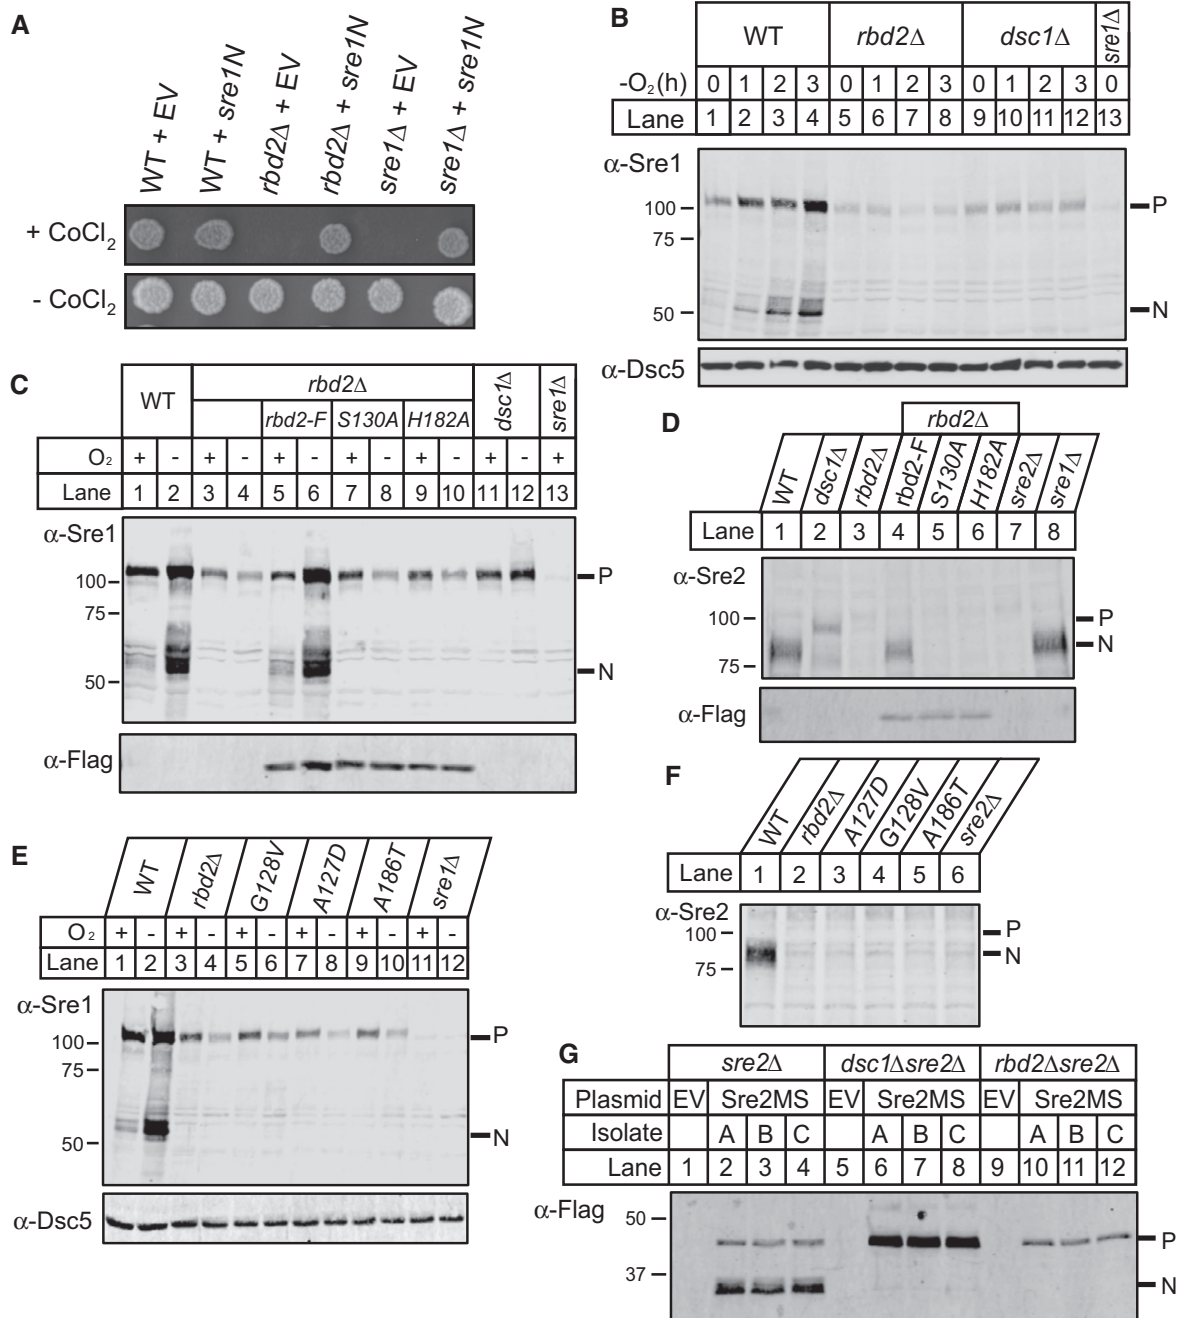 A
WT + EV
WT + sre1N
rbd2Δ + EV
rbd2Δ + sre1N
sre1Δ + EV
sre1Δ + sre1N
+ CoCl2
- CoCl2
B
WT rbd2Δ dsc1Δ sre1Δ
-O2(h) 0 1 2 3 0 1 2 3 0 1 2 3 0
Lane 1 2 3 4 5 6 7 8 9 10 11 12 13
α-Sre1
100
P
75
50
N
α-Dsc5
C
WT rbd2Δ dsc1Δ sre1Δ
rbd2-F S130A H182A
O2 + - + - + - + - + - + - +
Lane 1 2 3 4 5 6 7 8 9 10 11 12 13
α-Sre1
100
P
75
50
N
α-Flag
D
rbd2Δ
WT dsc1Δ rbd2Δ rbd2-F S130A H182A sre2Δ sre1Δ
Lane 1 2 3 4 5 6 7 8
α-Sre2
100
P
N
75
α-Flag
E
WT rbd2Δ G128V A127D A186T sre1Δ
O2 + - + - + - + - + - + -
Lane 1 2 3 4 5 6 7 8 9 10 11 12
α-Sre1
100
P
75
50
N
α-Dsc5
F
WT rbd2Δ A127D G128V A186T sre2Δ
Lane 1 2 3 4 5 6
α-Sre2
100
P
N
75
G
sre2Δ dsc1Δsre2Δ rbd2Δsre2Δ
Plasmid EV Sre2MS EV Sre2MS EV Sre2MS
Isolate A B C A B C A B C
Lane 1 2 3 4 5 6 7 8 9 10 11 12
α-Flag
50
P
37
N